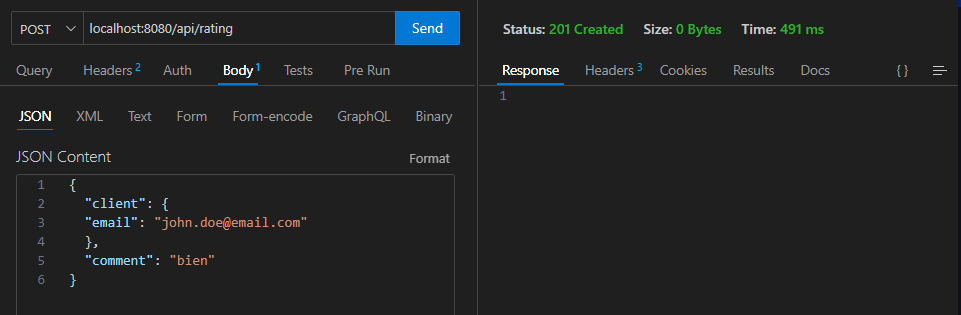 POST localhost:8080/api/rating Send
Query Headers 2 Auth Body 1 Tests Pre Run
JSON XML Text Form Form-encode GraphQL Binary
JSON Content Format
1 {
2 "client": {
3 "email": "john.doe@email.com"
4 },
5 "comment": "bien"
6 }
Status: 201 Created Size: 0 Bytes Time: 491 ms
Response Headers 3 Cookies Results Docs { }
1